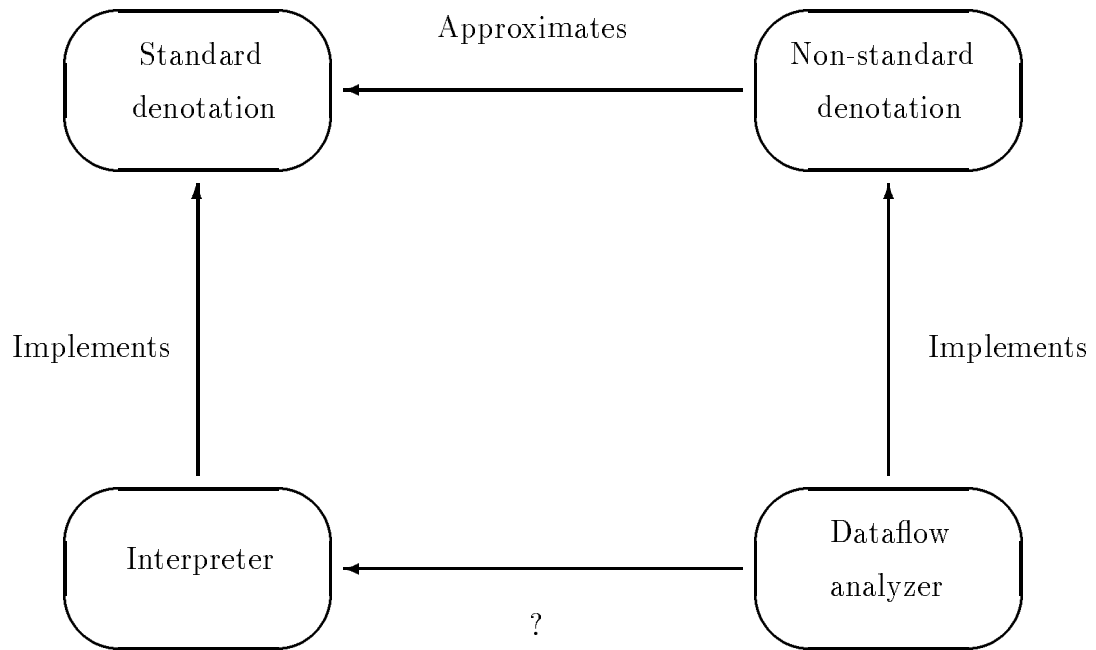 Approximates
Standard
denotation
Non-standard
denotation
Implements
Implements
Interpreter
Dataflow
analyzer
?